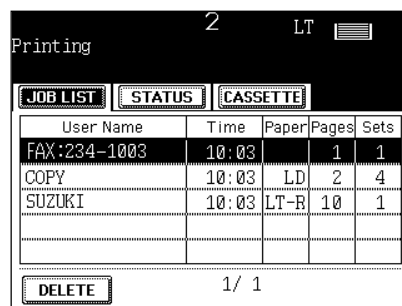 2 LT
Printing
JOB LIST STATUS CASSETTE
User Name Time Paper Pages Sets
FAX:234-1003 10:03 1 1
COPY 10:03 LD 2 4
SUZUKI 10:03 LT-R 10 1
DELETE 1/ 1